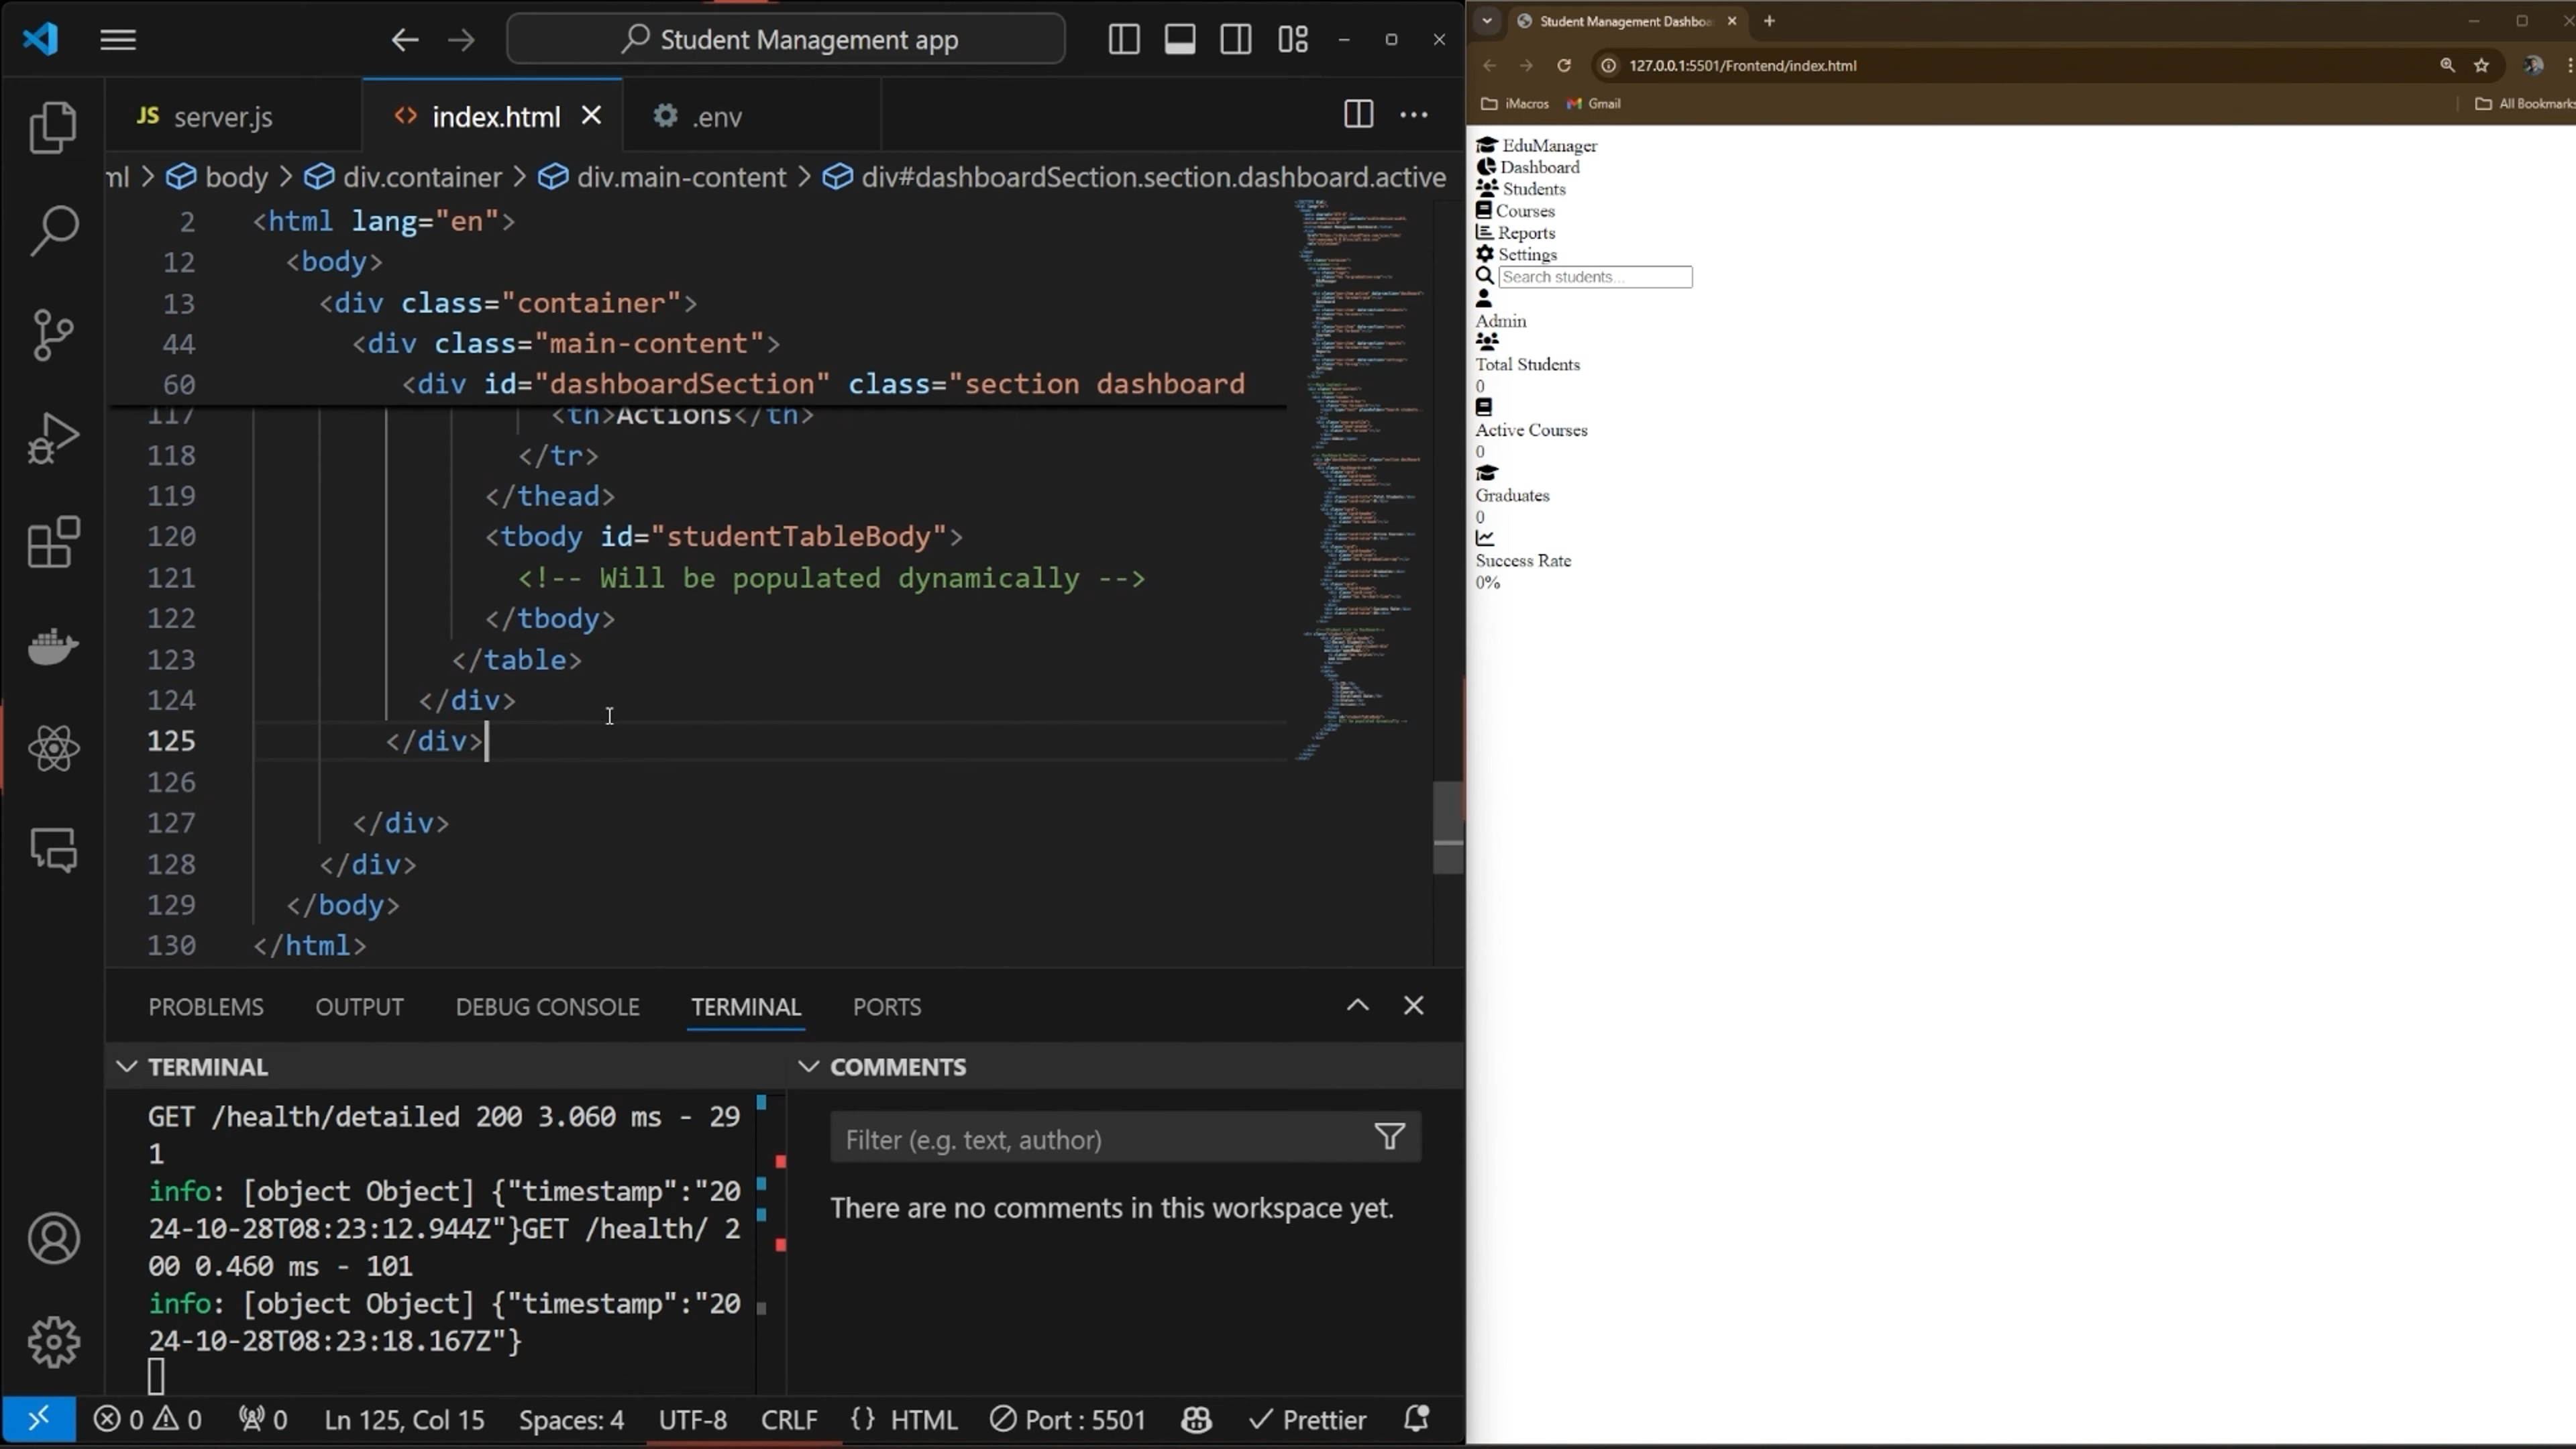 Student Management app
JS server.js
<> index.html
.env
ml > body > div.container > div.main-content > div#dashboardSection.section.dashboard.active
2 <html lang="en">
12 <body>
13 <div class="container">
44 <div class="main-content">
60 <div id="dashboardSection" class="section dashboard
117 <th>Actions</th>
118 </tr>
119 </thead>
120 <tbody id="studentTableBody">
121 <!-- Will be populated dynamically -->
122 </tbody>
123 </table>
124 </div>
125 </div>
126
127 </div>
128 </div>
129 </body>
130 </html>
PROBLEMS OUTPUT DEBUG CONSOLE TERMINAL PORTS
TERMINAL
GET /health/detailed 200 3.060 ms - 29
1
info: [object Object] {"timestamp":"20
24-10-28T08:23:12.944Z"}GET /health/ 2
00 0.460 ms - 101
info: [object Object] {"timestamp":"20
24-10-28T08:23:18.167Z"}
COMMENTS
Filter (e.g. text, author)
There are no comments in this workspace yet.
0 0 0 Ln 125, Col 15 Spaces: 4 UTF-8 CRLF {} HTML Port : 5501 Prettier
Student Management Dashboa
127.0.0.1:5501/Frontend/index.html
iMacros Gmail All Bookmarks
EduManager
Dashboard
Students
Courses
Reports
Settings
Search students...
Admin
Total Students
0
Active Courses
0
Graduates
0
Success Rate
0%